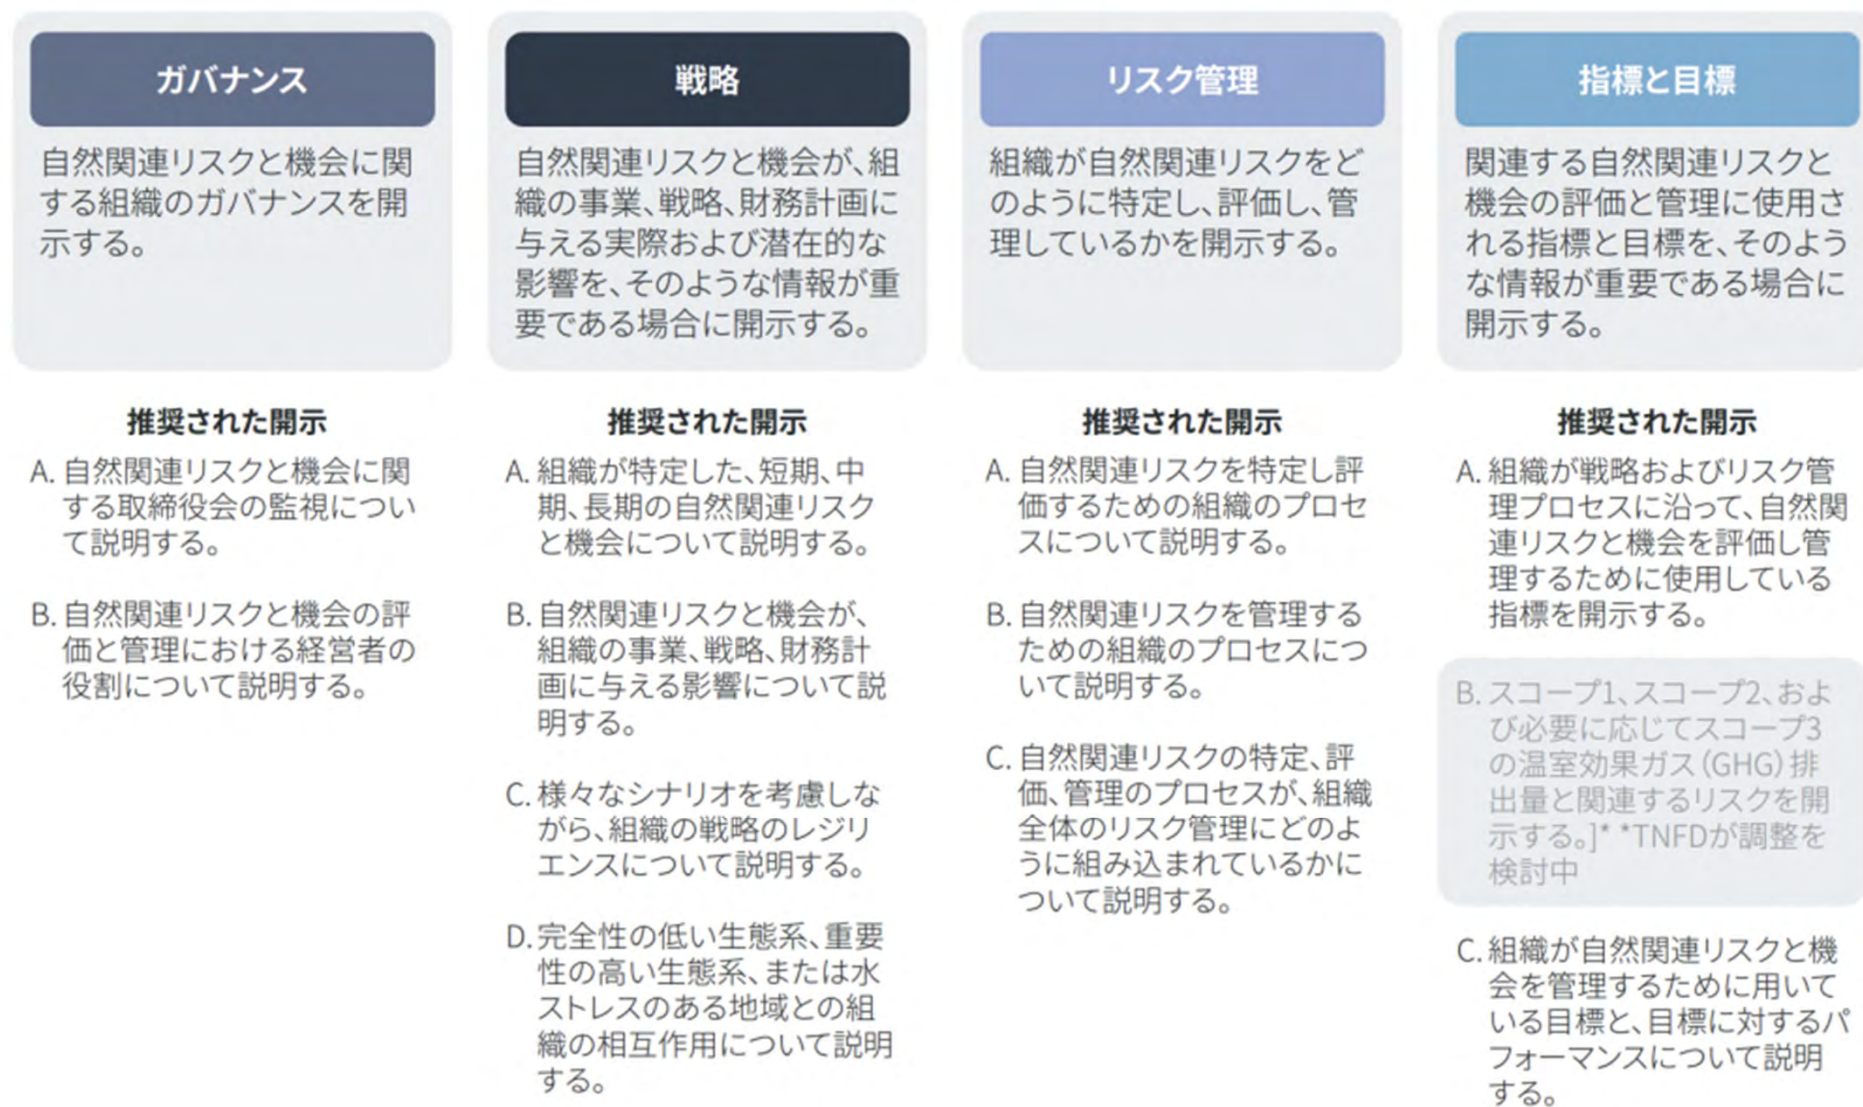 ガバナンス
自然関連リスクと機会に関
する組織のガバナンスを開
示する。
推奨された開示
A. 自然関連リスクと機会に関
する取締役会の監視につい
て説明する。
B. 自然関連リスクと機会の評
価と管理における経営者の
役割について説明する。
戦略
自然関連リスクと機会が、組
織の事業、戦略、財務計画に
与える実際および潜在的な
影響を、そのような情報が重
要である場合に開示する。
推奨された開示
A. 組織が特定した、短期、中
期、長期の自然関連リスク
と機会について説明する。
B. 自然関連リスクと機会が、
組織の事業、戦略、財務計
画に与える影響について説
明する。
C. 様々なシナリオを考慮しな
がら、組織の戦略のレジリ
エンスについて説明する。
D. 完全性の低い生態系、重要
性の高い生態系、または水
ストレスのある地域との組
織の相互作用について説明
する。
リスク管理
組織が自然関連リスクをど
のように特定し、評価し、管
理しているかを開示する。
推奨された開示
A. 自然関連リスクを特定し評
価するための組織のプロセ
スについて説明する。
B. 自然関連リスクを管理する
ための組織のプロセスにつ
いて説明する。
C. 自然関連リスクの特定、評
価、管理のプロセスが、組織
全体のリスク管理にどのよ
うに組み込まれているかに
ついて説明する。
指標と目標
関連する自然関連リスクと
機会の評価と管理に使用さ
れる指標と目標を、そのよう
な情報が重要である場合に
開示する。
推奨された開示
A. 組織が戦略およびリスク管
理プロセスに沿って、自然関
連リスクと機会を評価し管
理するために使用している
指標を開示する。
B. スコープ1、スコープ2、およ
び必要に応じてスコープ3
の温室効果ガス(GHG)排
出量と関連するリスクを開
示する。]* *TNFDが調整を
検討中
C. 組織が自然関連リスクと機
会を管理するために用いて
いる目標と、目標に対するパ
フォーマンスについて説明
する。